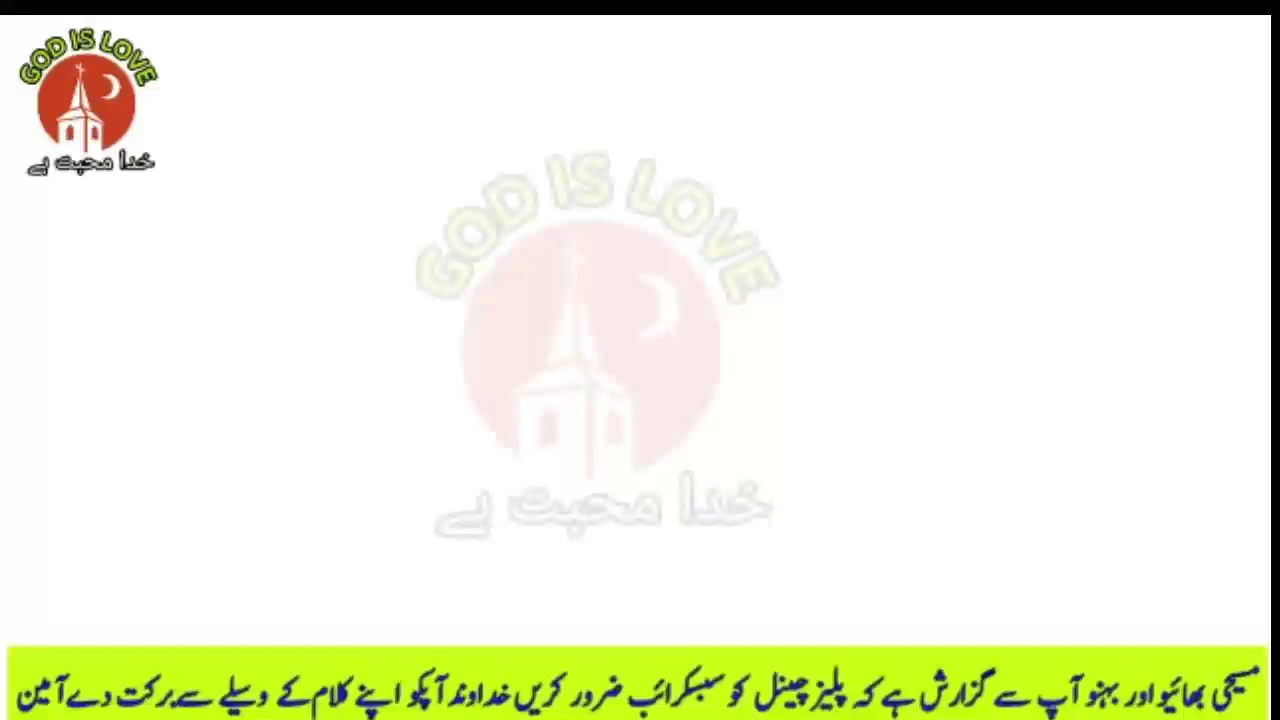 GOD IS LOVE
خدا محبت ہے
GOD IS LOVE
خدا محبت ہے
مسیحی بھائیو اور بہنو آپ سے گزارش ہے کہ پلیز چینل کو سبسکرائب ضرور کریں خداوند آپکو اپنے کلام کے وسیلے سے برکت دے آمین